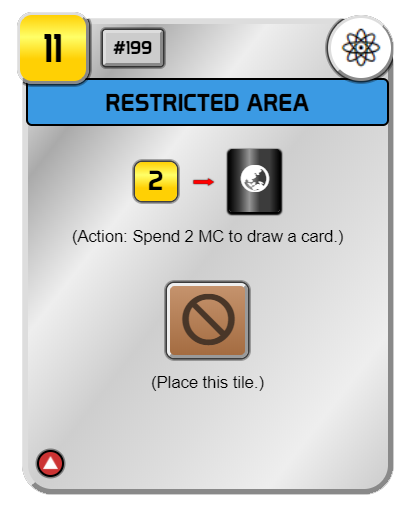 11
#199
RESTRICTED AREA
2
(Action: Spend 2 MC to draw a card.)
(Place this tile.)